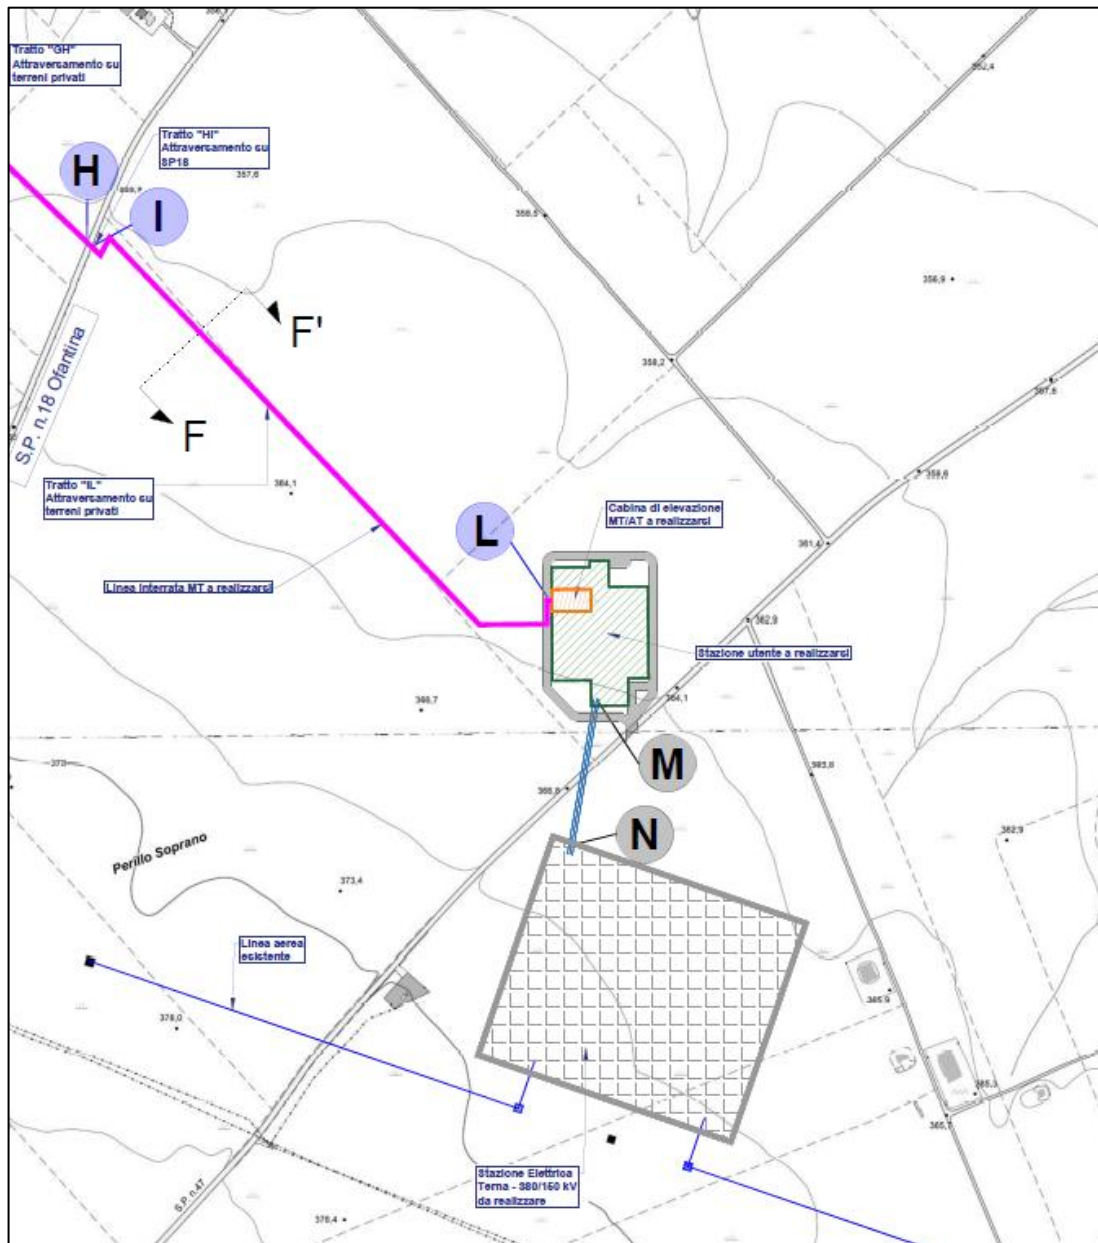 Tratto "GH"
Attraversamento su
terreni privati
Tratto "HI"
Attraversamento su
SP18
H
I
357,6
352,4
356,9
358,2
F'
F
S.P. n.18 Ofantina
Tratto "IL"
Attraversamento su
terreni privati
364,1
L
Cabina di elevazione
MT/AT a realizzarsi
361,4
Linea interrata MT a realizzarsi
362,9
Stazione utente a realizzarsi
364,1
366,7
M
N
362,9
Perillo Soprano
373,4
Linea aerea
esistente
378,0
365,9
365,7
Stazione Elettrica
Terna - 380/150 kV
da realizzare
S.P. n.47
376,4